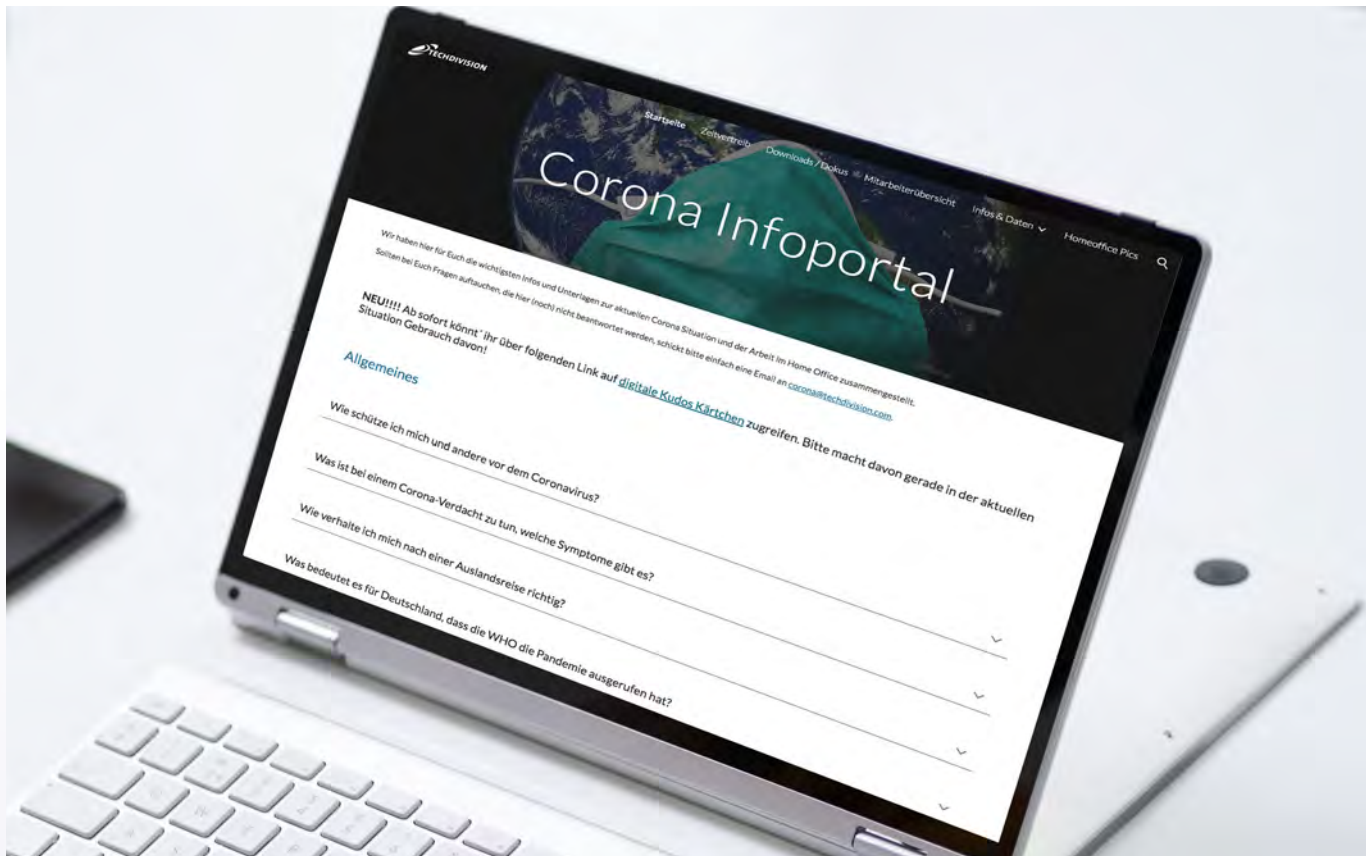 TECHDIVISION
Startseite Zeitvertreib Downloads / Dokus Mitarbeiterübersicht Infos & Daten Homeoffice Pics
Corona Infoportal
Wir haben hier für Euch die wichtigsten Infos und Unterlagen zur aktuellen Corona Situation und der Arbeit im Home Office zusammengestellt.
Sollten bei Euch Fragen auftauchen, die hier (noch) nicht beantwortet werden, schickt bitte einfach eine Email an corona@techdivision.com.
NEU!!!! Ab sofort könnt´ ihr über folgenden Link auf digitale Kudos Kärtchen zugreifen. Bitte macht davon gerade in der aktuellen
Situation Gebrauch davon!
Allgemeines
Wie schütze ich mich und andere vor dem Coronavirus?
Was ist bei einem Corona-Verdacht zu tun, welche Symptome gibt es?
Wie verhalte ich mich nach einer Auslandsreise richtig?
Was bedeutet es für Deutschland, dass die WHO die Pandemie ausgerufen hat?